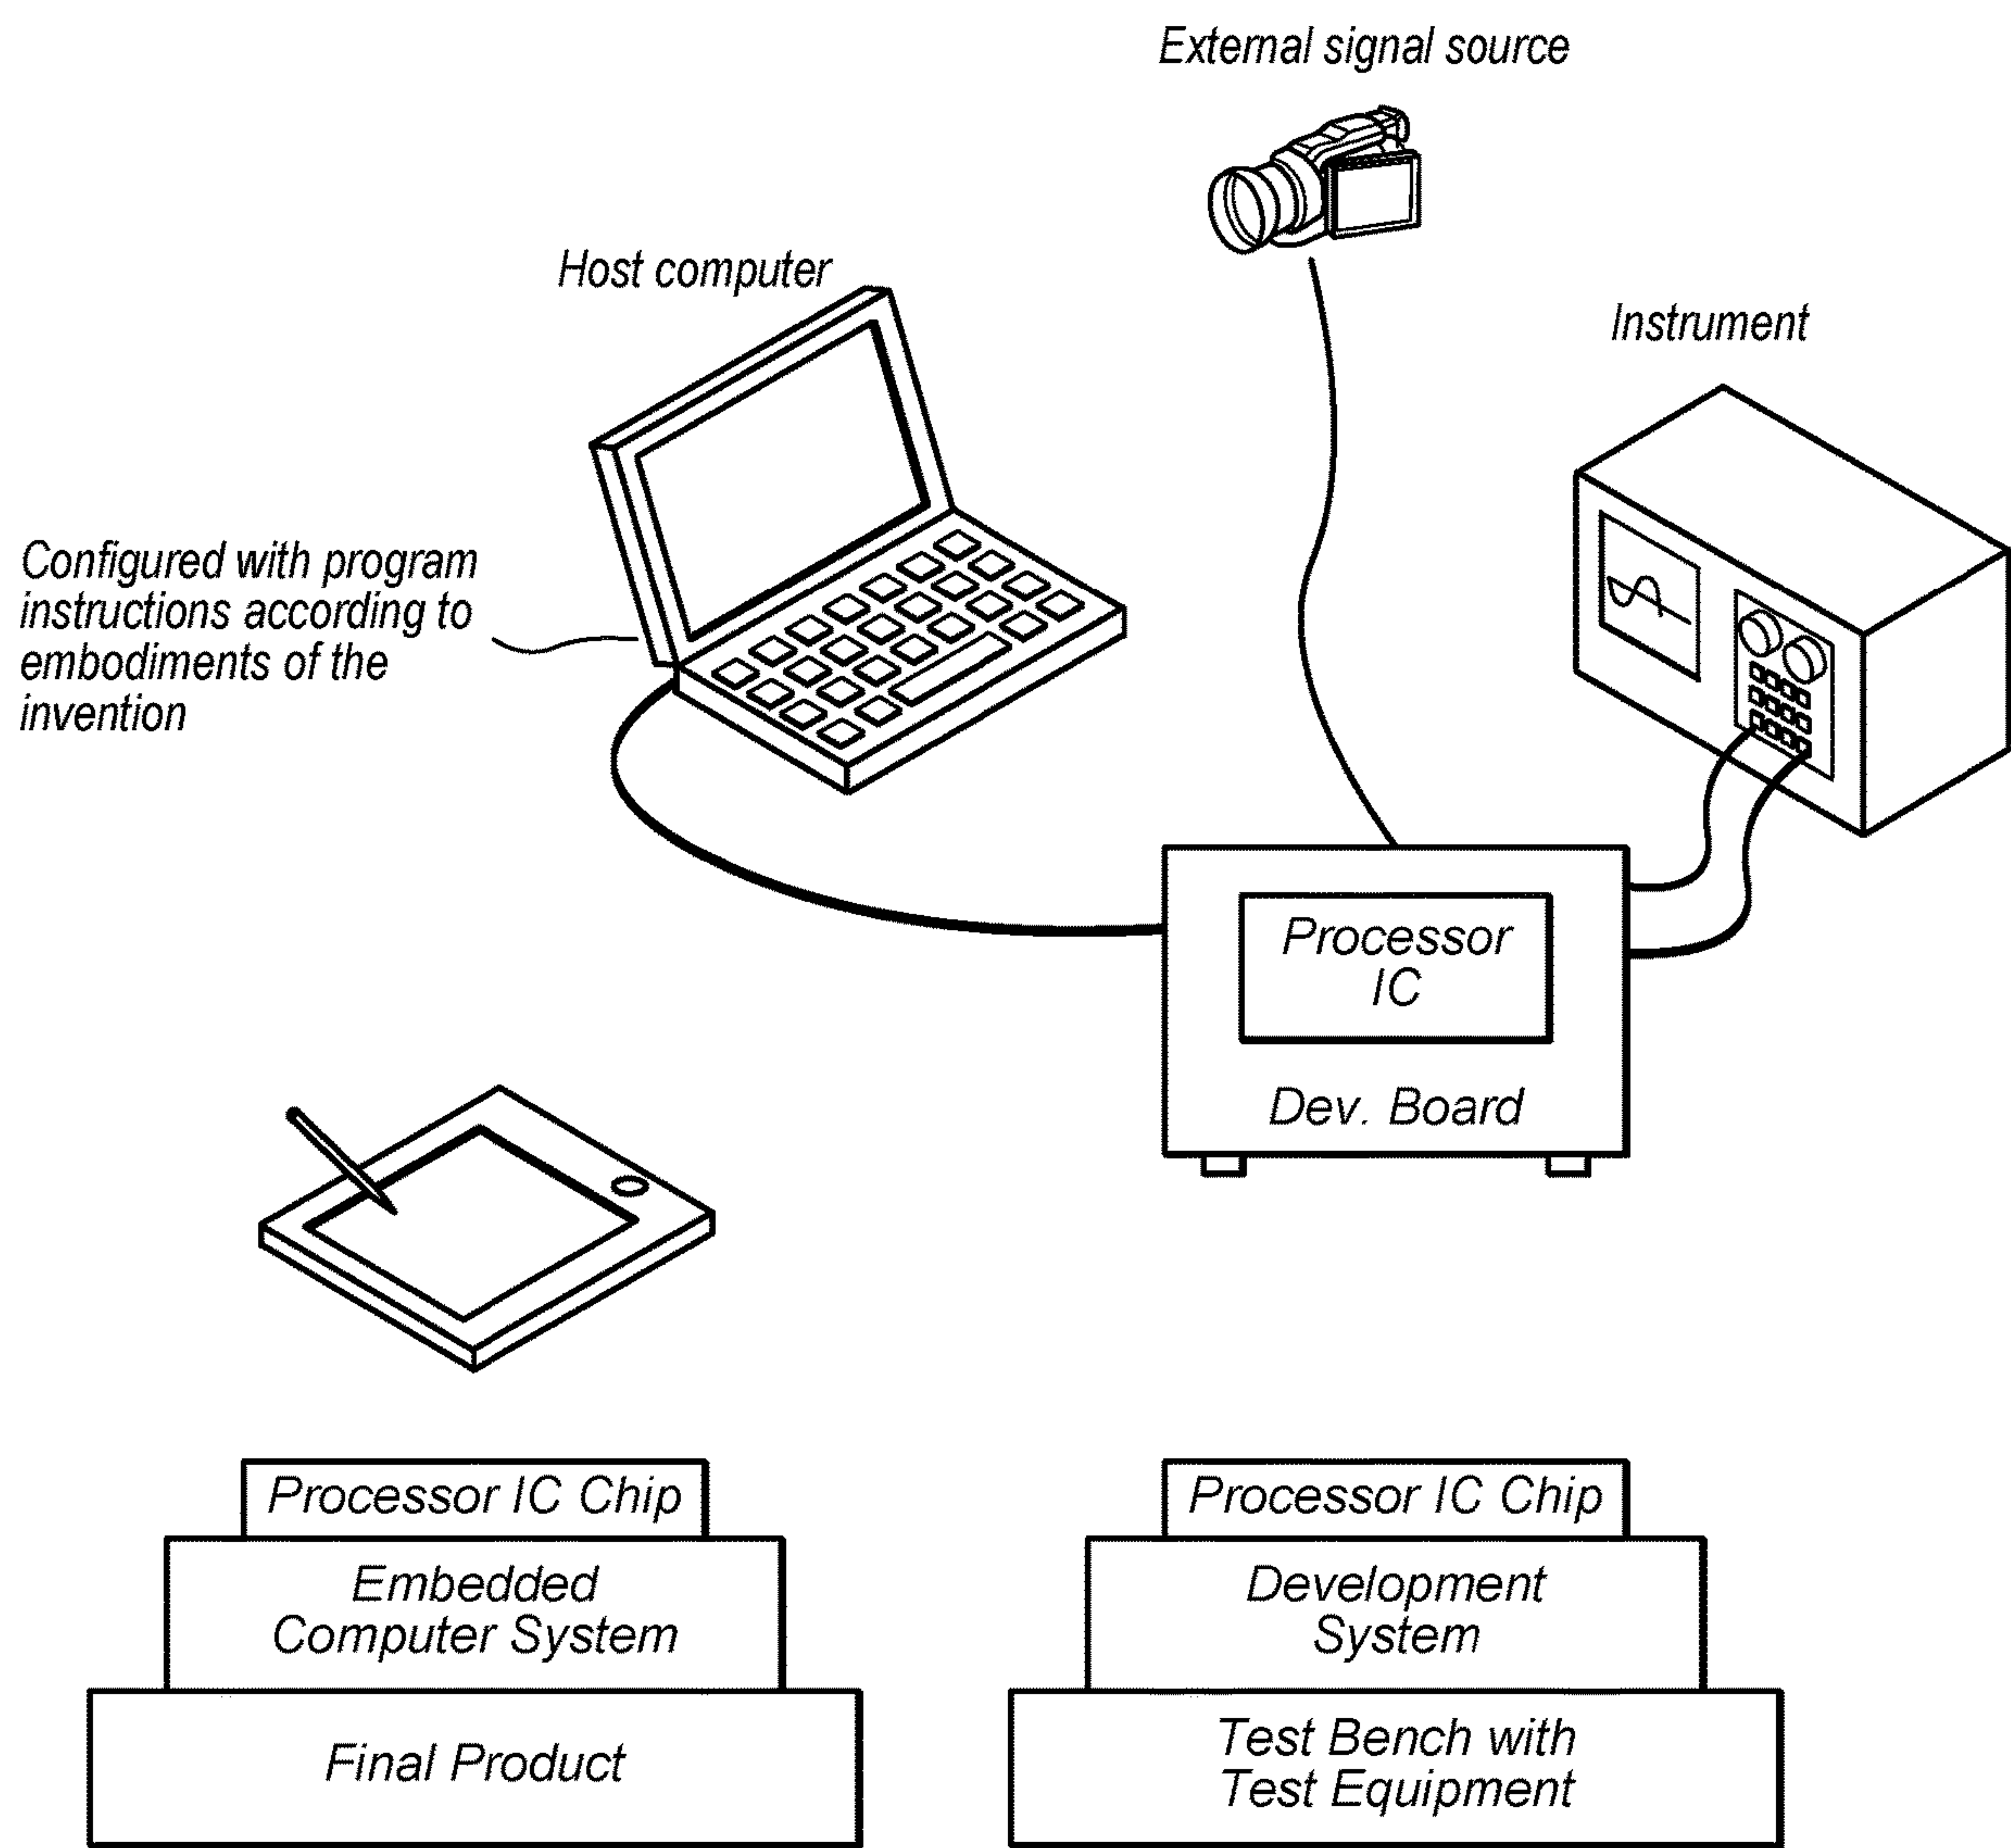 External signal source
Host computer
Instrument
Configured with program
instructions according to
embodiments of the
invention
Processor
IC
Dev. Board
Processor IC Chip
Embedded
Computer System
Final Product
Processor IC Chip
Development
System
Test Bench with
Test Equipment